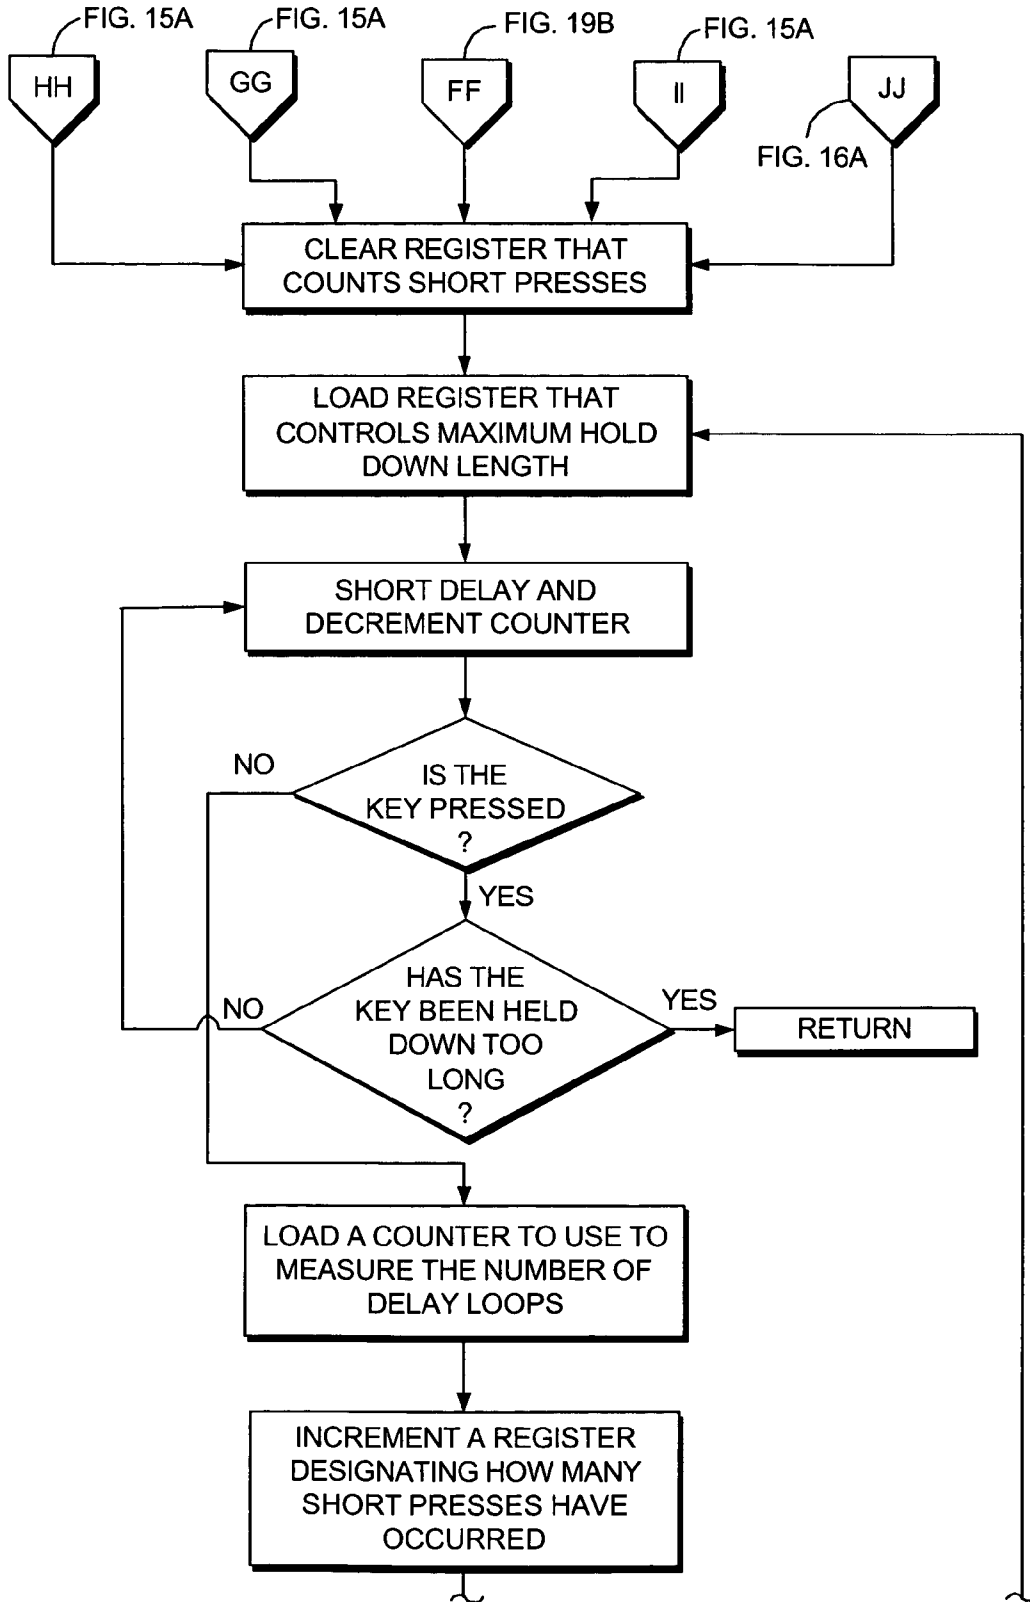 FIG. 15A
FIG. 15A
FIG. 19B
FIG. 15A
HH
GG
FF
II
JJ
FIG. 16A
CLEAR REGISTER THAT
COUNTS SHORT PRESSES
LOAD REGISTER THAT
CONTROLS MAXIMUM HOLD
DOWN LENGTH
SHORT DELAY AND
DECREMENT COUNTER
NO
IS THE
KEY PRESSED
?
YES
HAS THE
KEY BEEN HELD
DOWN TOO
LONG
?
NO
YES
RETURN
LOAD A COUNTER TO USE TO
MEASURE THE NUMBER OF
DELAY LOOPS
INCREMENT A REGISTER
DESIGNATING HOW MANY
SHORT PRESSES HAVE
OCCURRED